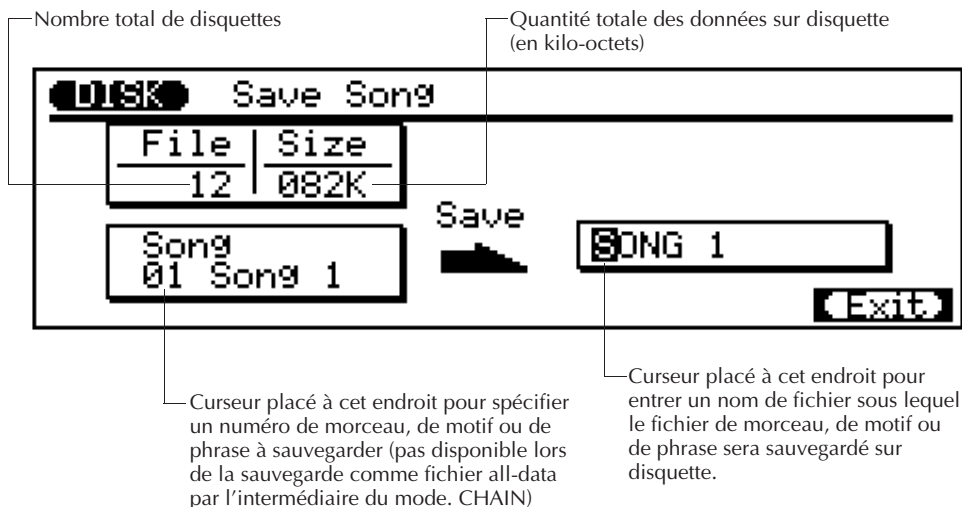 Nombre total de disquettes
Quantité totale des données sur disquette
(en kilo-octets)
DISK Save Song
File Size
12 082K
Save
Song
01 Song 1
SONG 1
Exit
Curseur placé à cet endroit pour spécifier
un numéro de morceau, de motif ou de
phrase à sauvegarder (pas disponible lors
de la sauvegarde comme fichier all-data
par l'intermédiaire du mode. CHAIN)
Curseur placé à cet endroit pour
entrer un nom de fichier sous lequel
le fichier de morceau, de motif ou
de phrase sera sauvegardé sur
disquette.